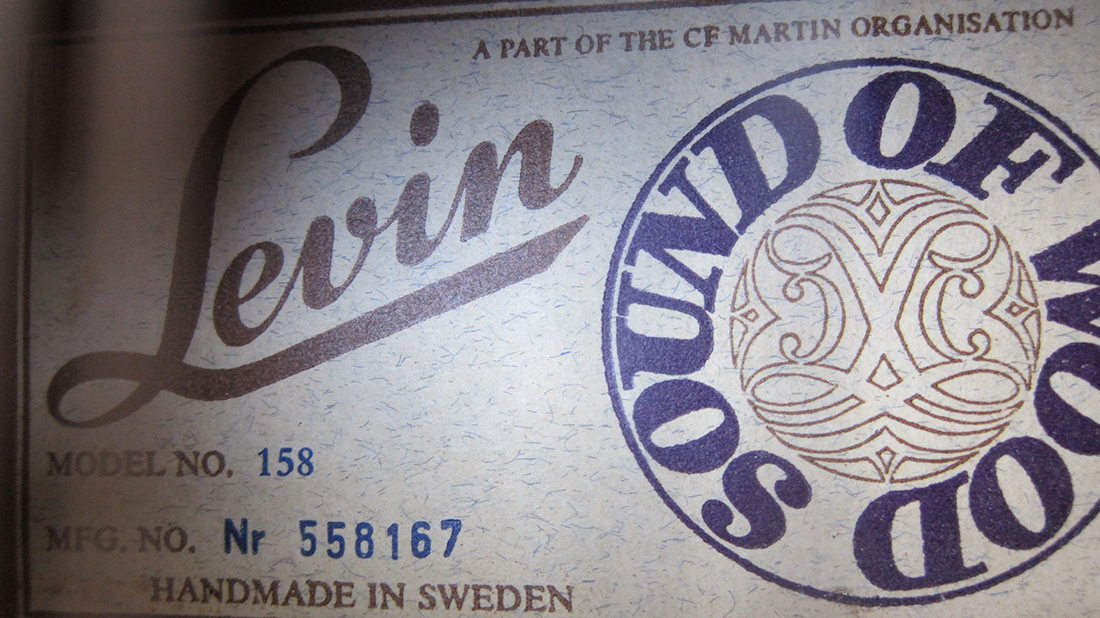 A PART OF THE CF MARTIN ORGANISATION
Levin
SOUND OF WOOD
MODEL NO. 158
MFG. NO. Nr 558167
HANDMADE IN SWEDEN